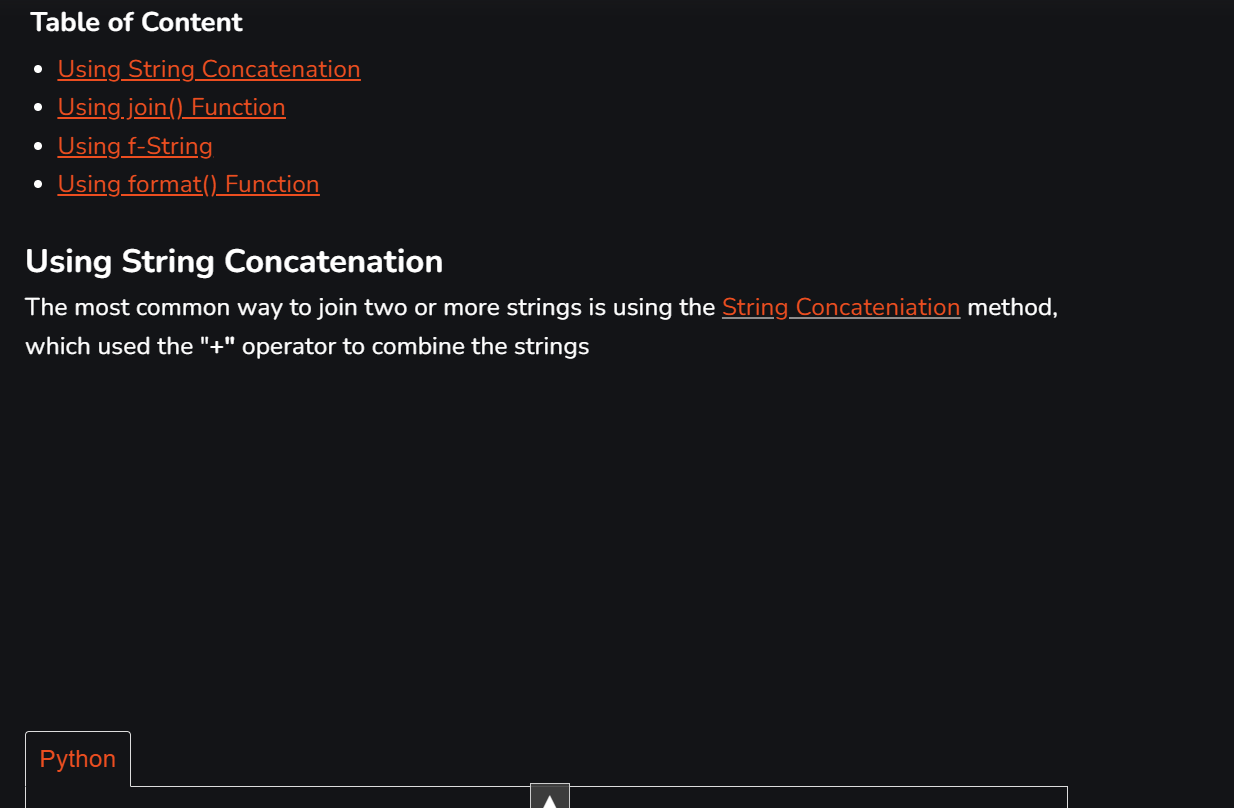 Table of Content
Using String Concatenation
Using join() Function
Using f-String
Using format() Function
Using String Concatenation
The most common way to join two or more strings is using the String Concateniation method,
which used the "+" operator to combine the strings
Python